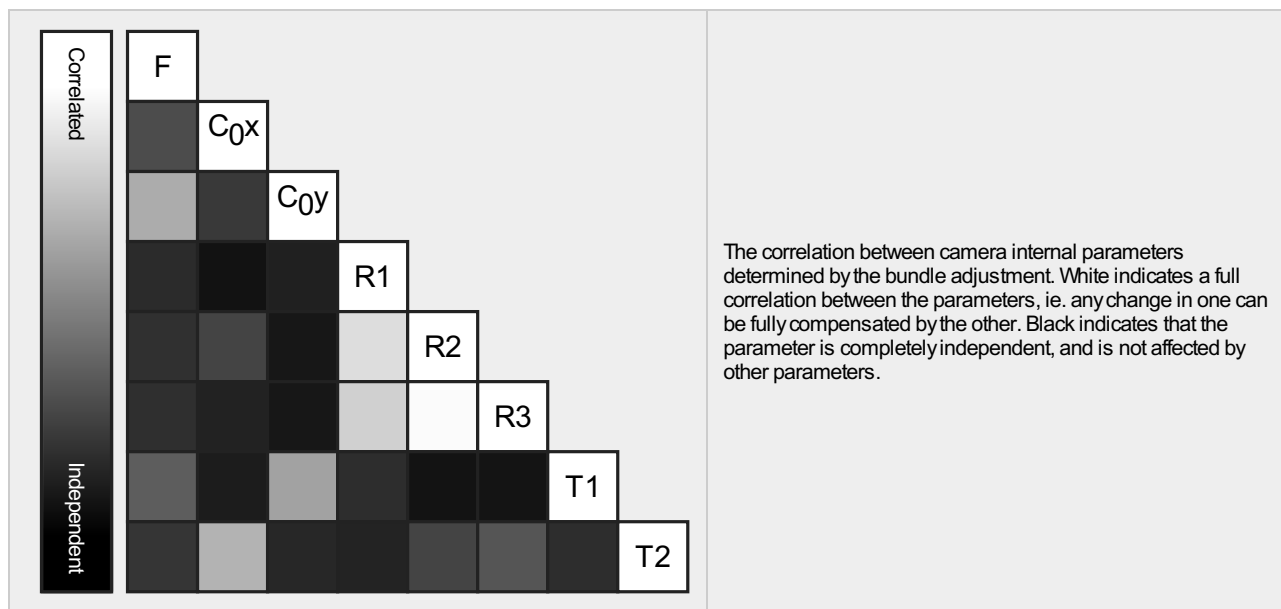 Correlated
Independent
F
C0x
C0y
R1
R2
R3
T1
T2
The correlation between camera internal parameters
determined by the bundle adjustment. White indicates a full
correlation between the parameters, ie. any change in one can
be fully compensated by the other. Black indicates that the
parameter is completely independent, and is not affected by
other parameters.